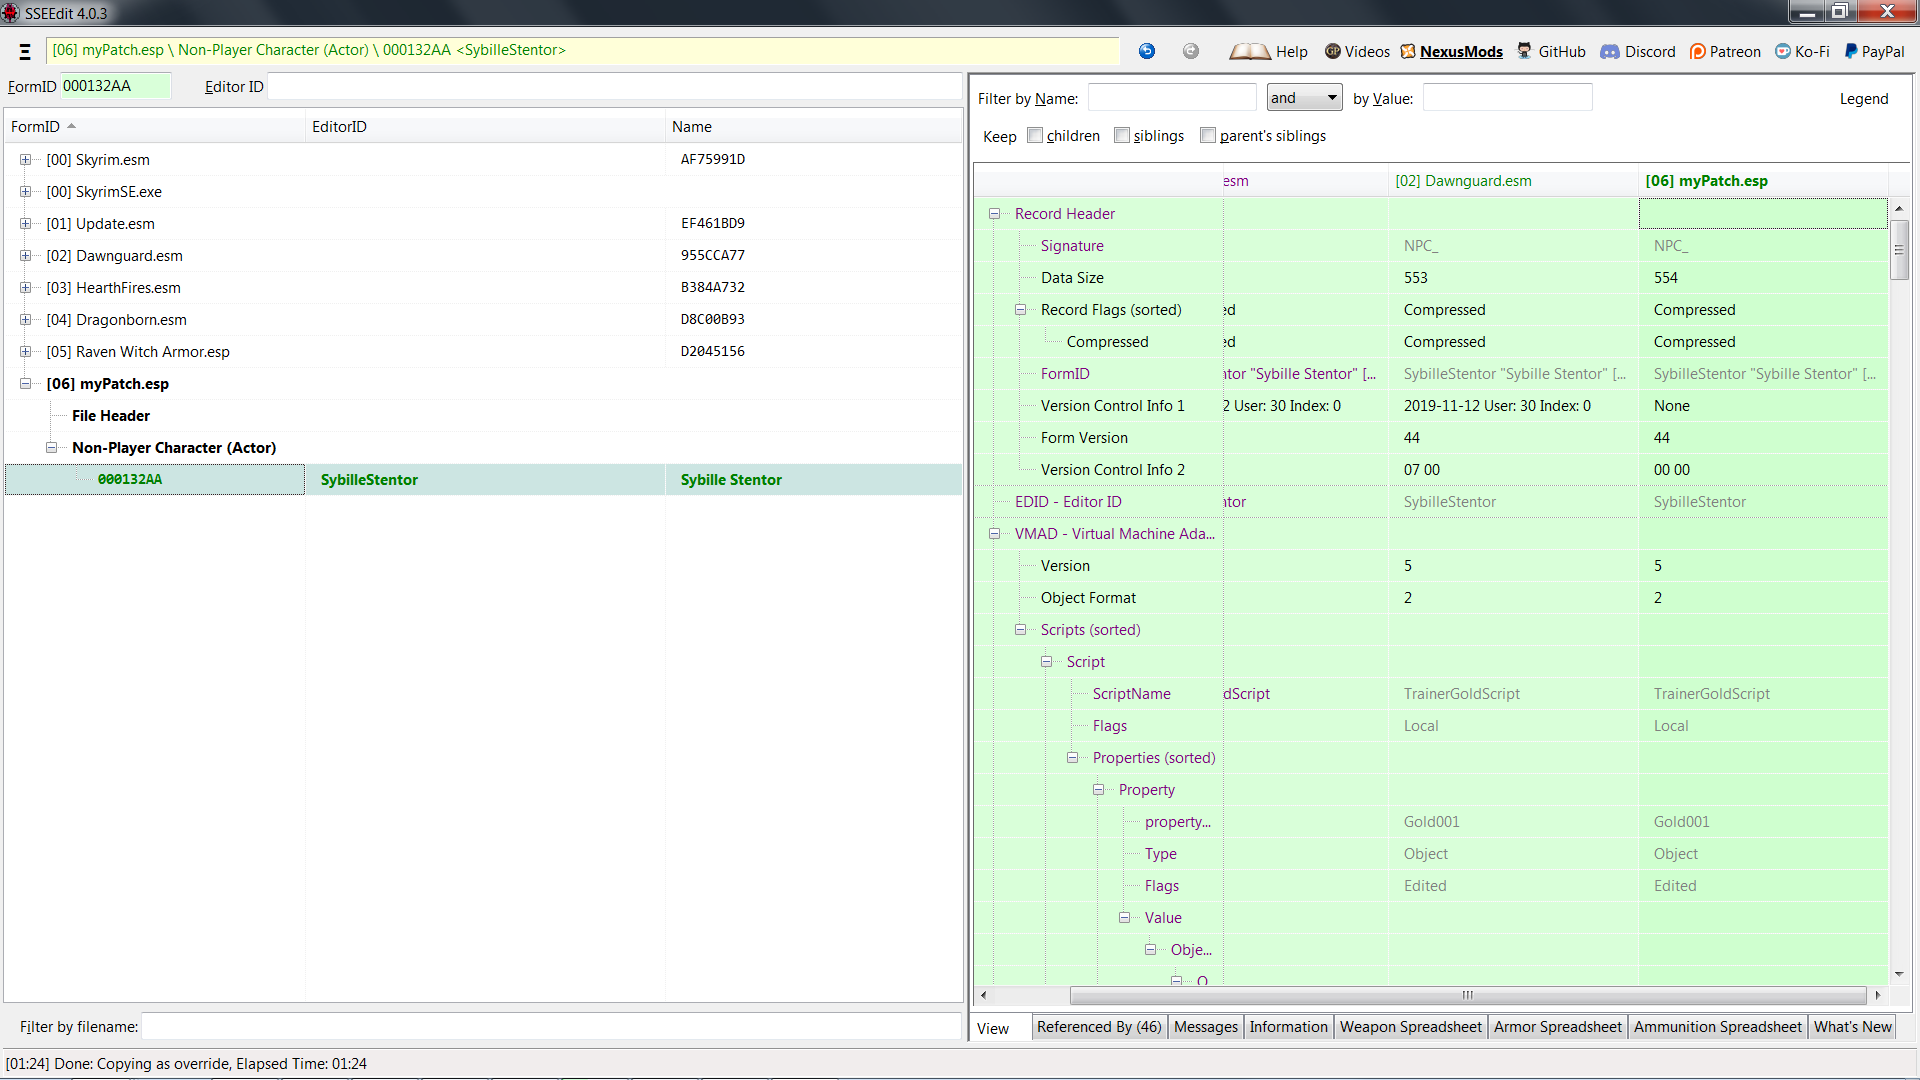 SSEEdit 4.0.3
[06] myPatch.esp \ Non-Player Character (Actor) \ 000132AA <SybilleStentor>
Help
GP Videos
NexusMods
GitHub
Discord
Patreon
Ko-Fi
PayPal
FormID 000132AA Editor ID
FormID EditorID Name
[00] Skyrim.esm AF75991D
[00] SkyrimSE.exe
[01] Update.esm EF461BD9
[02] Dawnguard.esm 955CCA77
[03] HearthFires.esm B384A732
[04] Dragonborn.esm D8C00B93
[05] Raven Witch Armor.esp D2045156
[06] myPatch.esp
File Header
Non-Player Character (Actor)
000132AA SybilleStentor Sybille Stentor
Filter by filename:
Filter by Name: and by Value: Legend
Keep children siblings parent's siblings
esm [02] Dawnguard.esm [06] myPatch.esp
Record Header
Signature NPC_ NPC_
Data Size 553 554
Record Flags (sorted) ed Compressed Compressed
Compressed ed Compressed Compressed
FormID ntor "Sybille Stentor" [... SybilleStentor "Sybille Stentor" [... SybilleStentor "Sybille Stentor" [...
Version Control Info 1 2 User: 30 Index: 0 2019-11-12 User: 30 Index: 0 None
Form Version 44 44
Version Control Info 2 07 00 00 00
EDID - Editor ID ntor SybilleStentor SybilleStentor
VMAD - Virtual Machine Ada...
Version 5 5
Object Format 2 2
Scripts (sorted)
Script
ScriptName dScript TrainerGoldScript TrainerGoldScript
Flags Local Local
Properties (sorted)
Property
property... Gold001 Gold001
Type Object Object
Flags Edited Edited
Value
Obje...
O
View Referenced By (46) Messages Information Weapon Spreadsheet Armor Spreadsheet Ammunition Spreadsheet What's New
[01:24] Done: Copying as override, Elapsed Time: 01:24